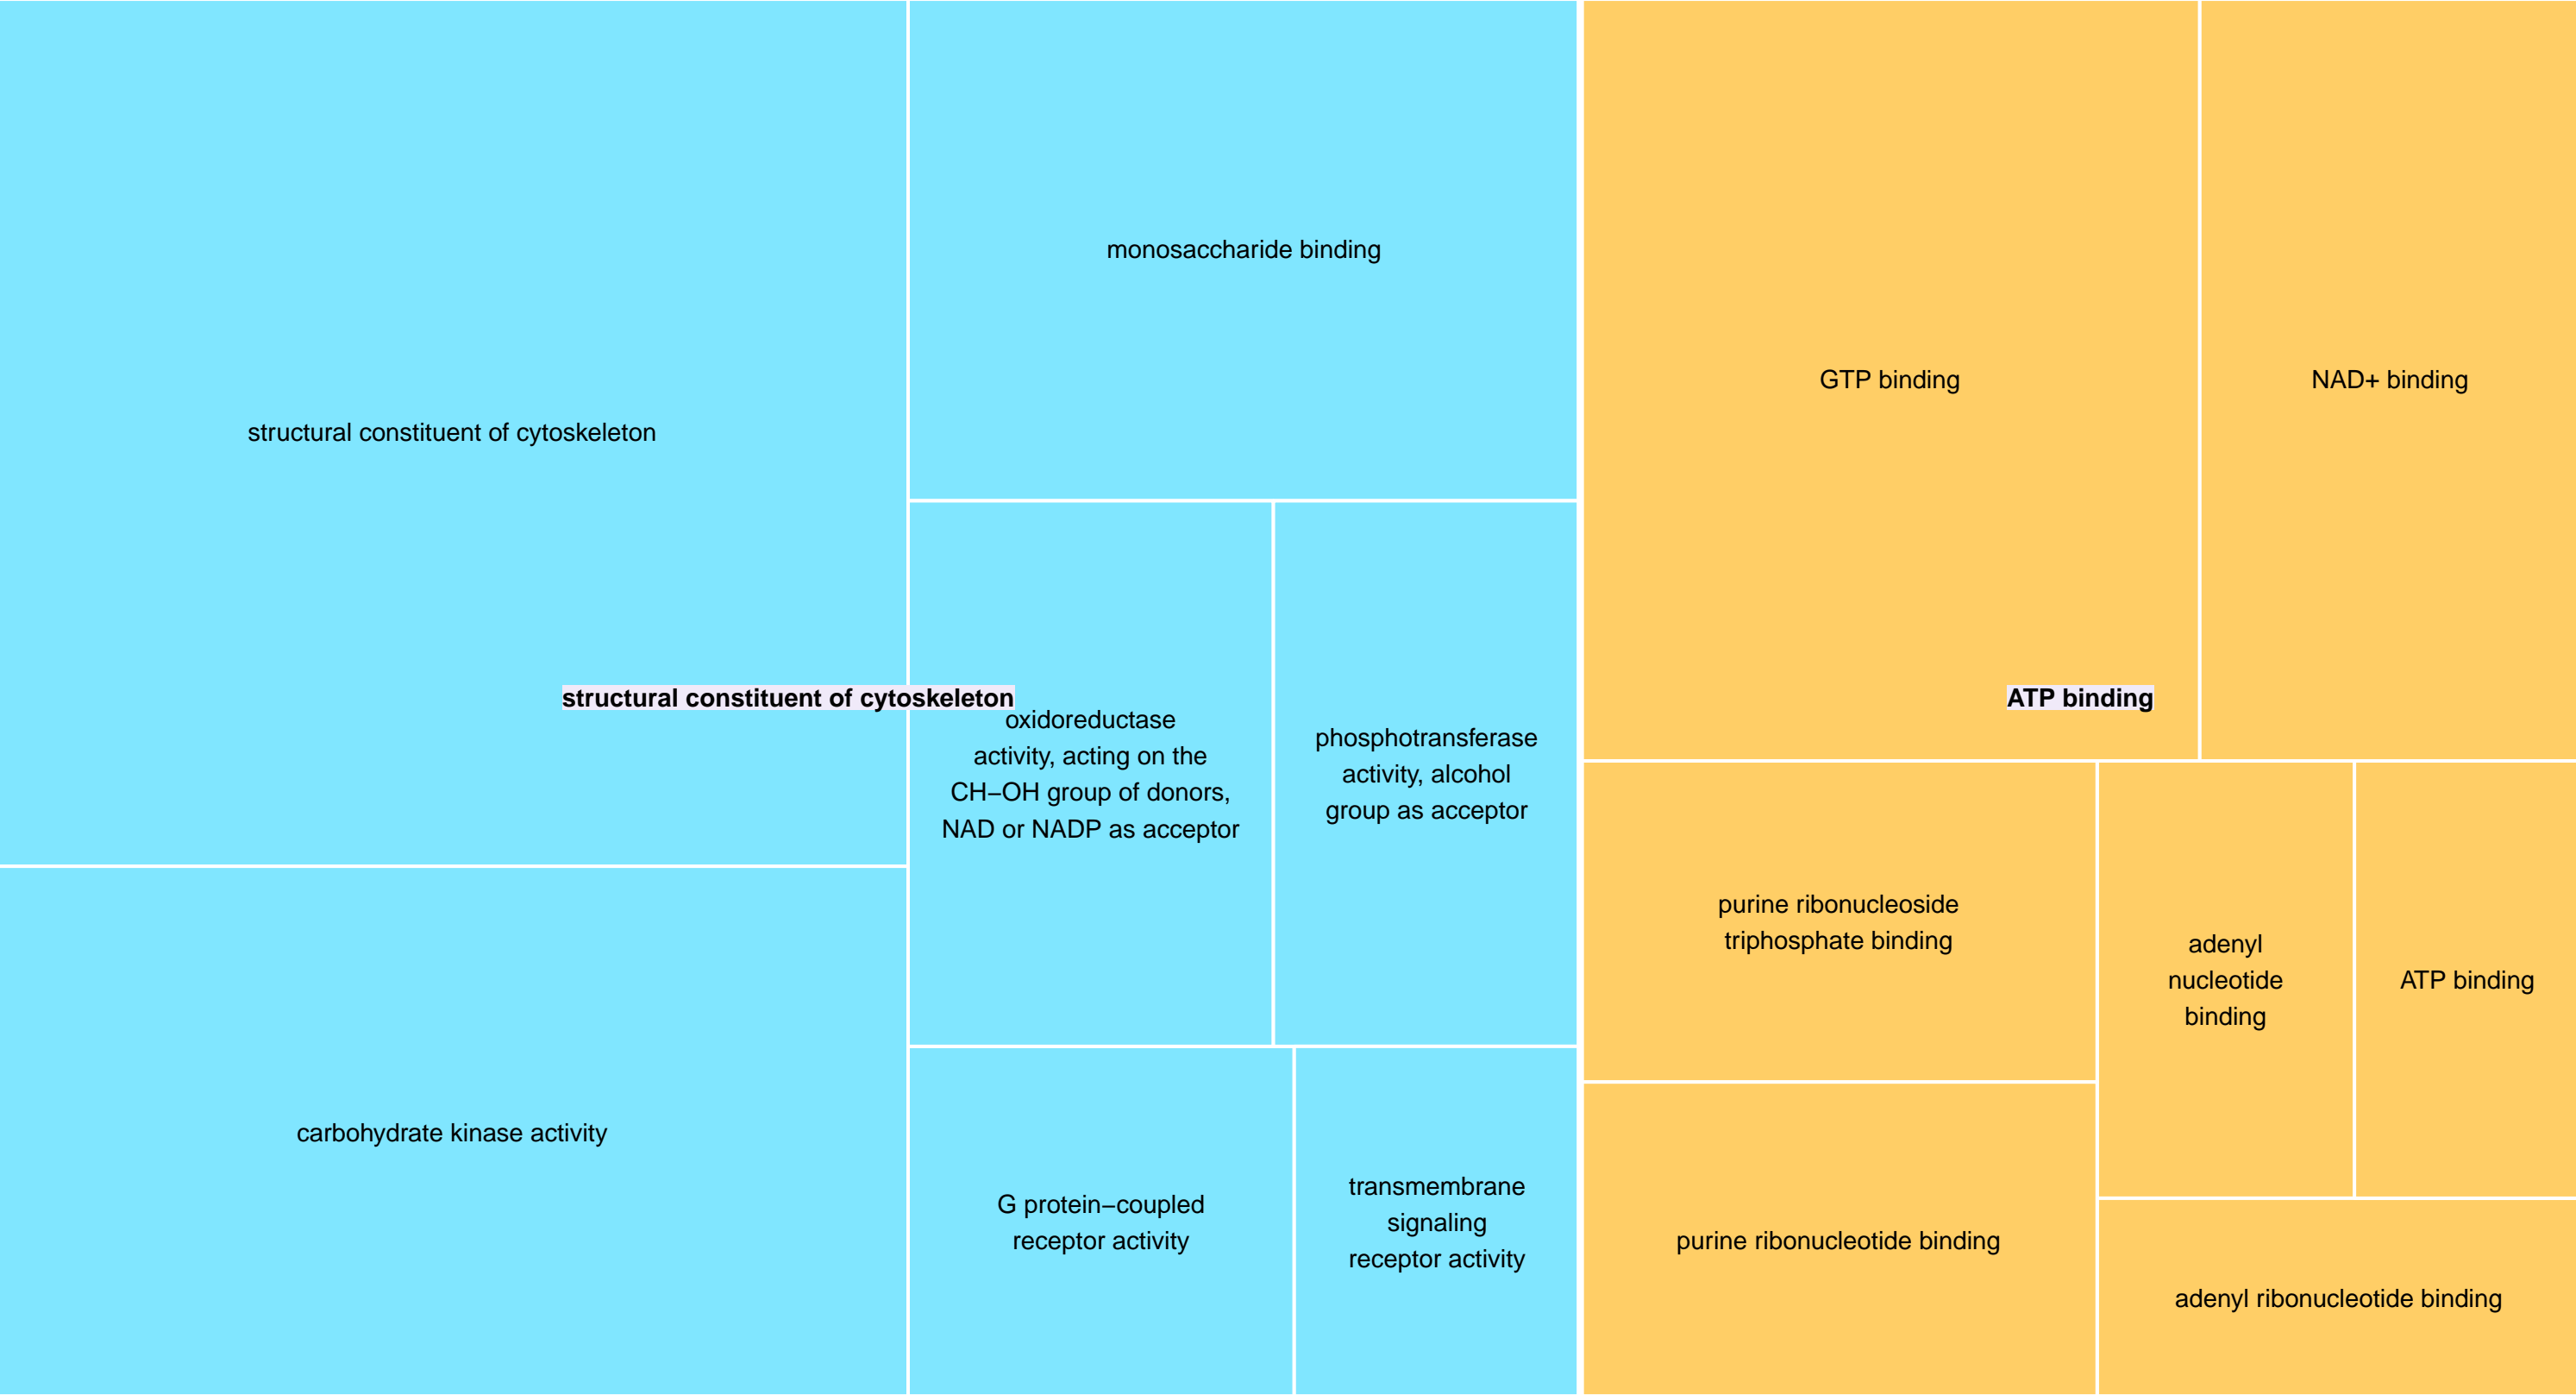 structural constituent of cytoskeleton
carbohydrate kinase activity
monosaccharide binding
structural constituent of cytoskeleton
oxidoreductase
activity, acting on the
CH−OH group of donors,
NAD or NADP as acceptor
phosphotransferase
activity, alcohol
group as acceptor
G protein−coupled
receptor activity
transmembrane
signaling
receptor activity
GTP binding
NAD+ binding
ATP binding
purine ribonucleoside
triphosphate binding
adenyl
nucleotide
binding
ATP binding
purine ribonucleotide binding
adenyl ribonucleotide binding